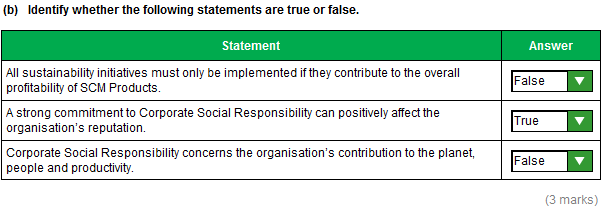 (b) Identify whether the following statements are true or false.
Statement
Answer
All sustainability initiatives must only be implemented if they contribute to the overall
profitability of SCM Products.
False
A strong commitment to Corporate Social Responsibility can positively affect the
organisation's reputation.
True
Corporate Social Responsibility concerns the organisation's contribution to the planet,
people and productivity.
False
(3 marks)